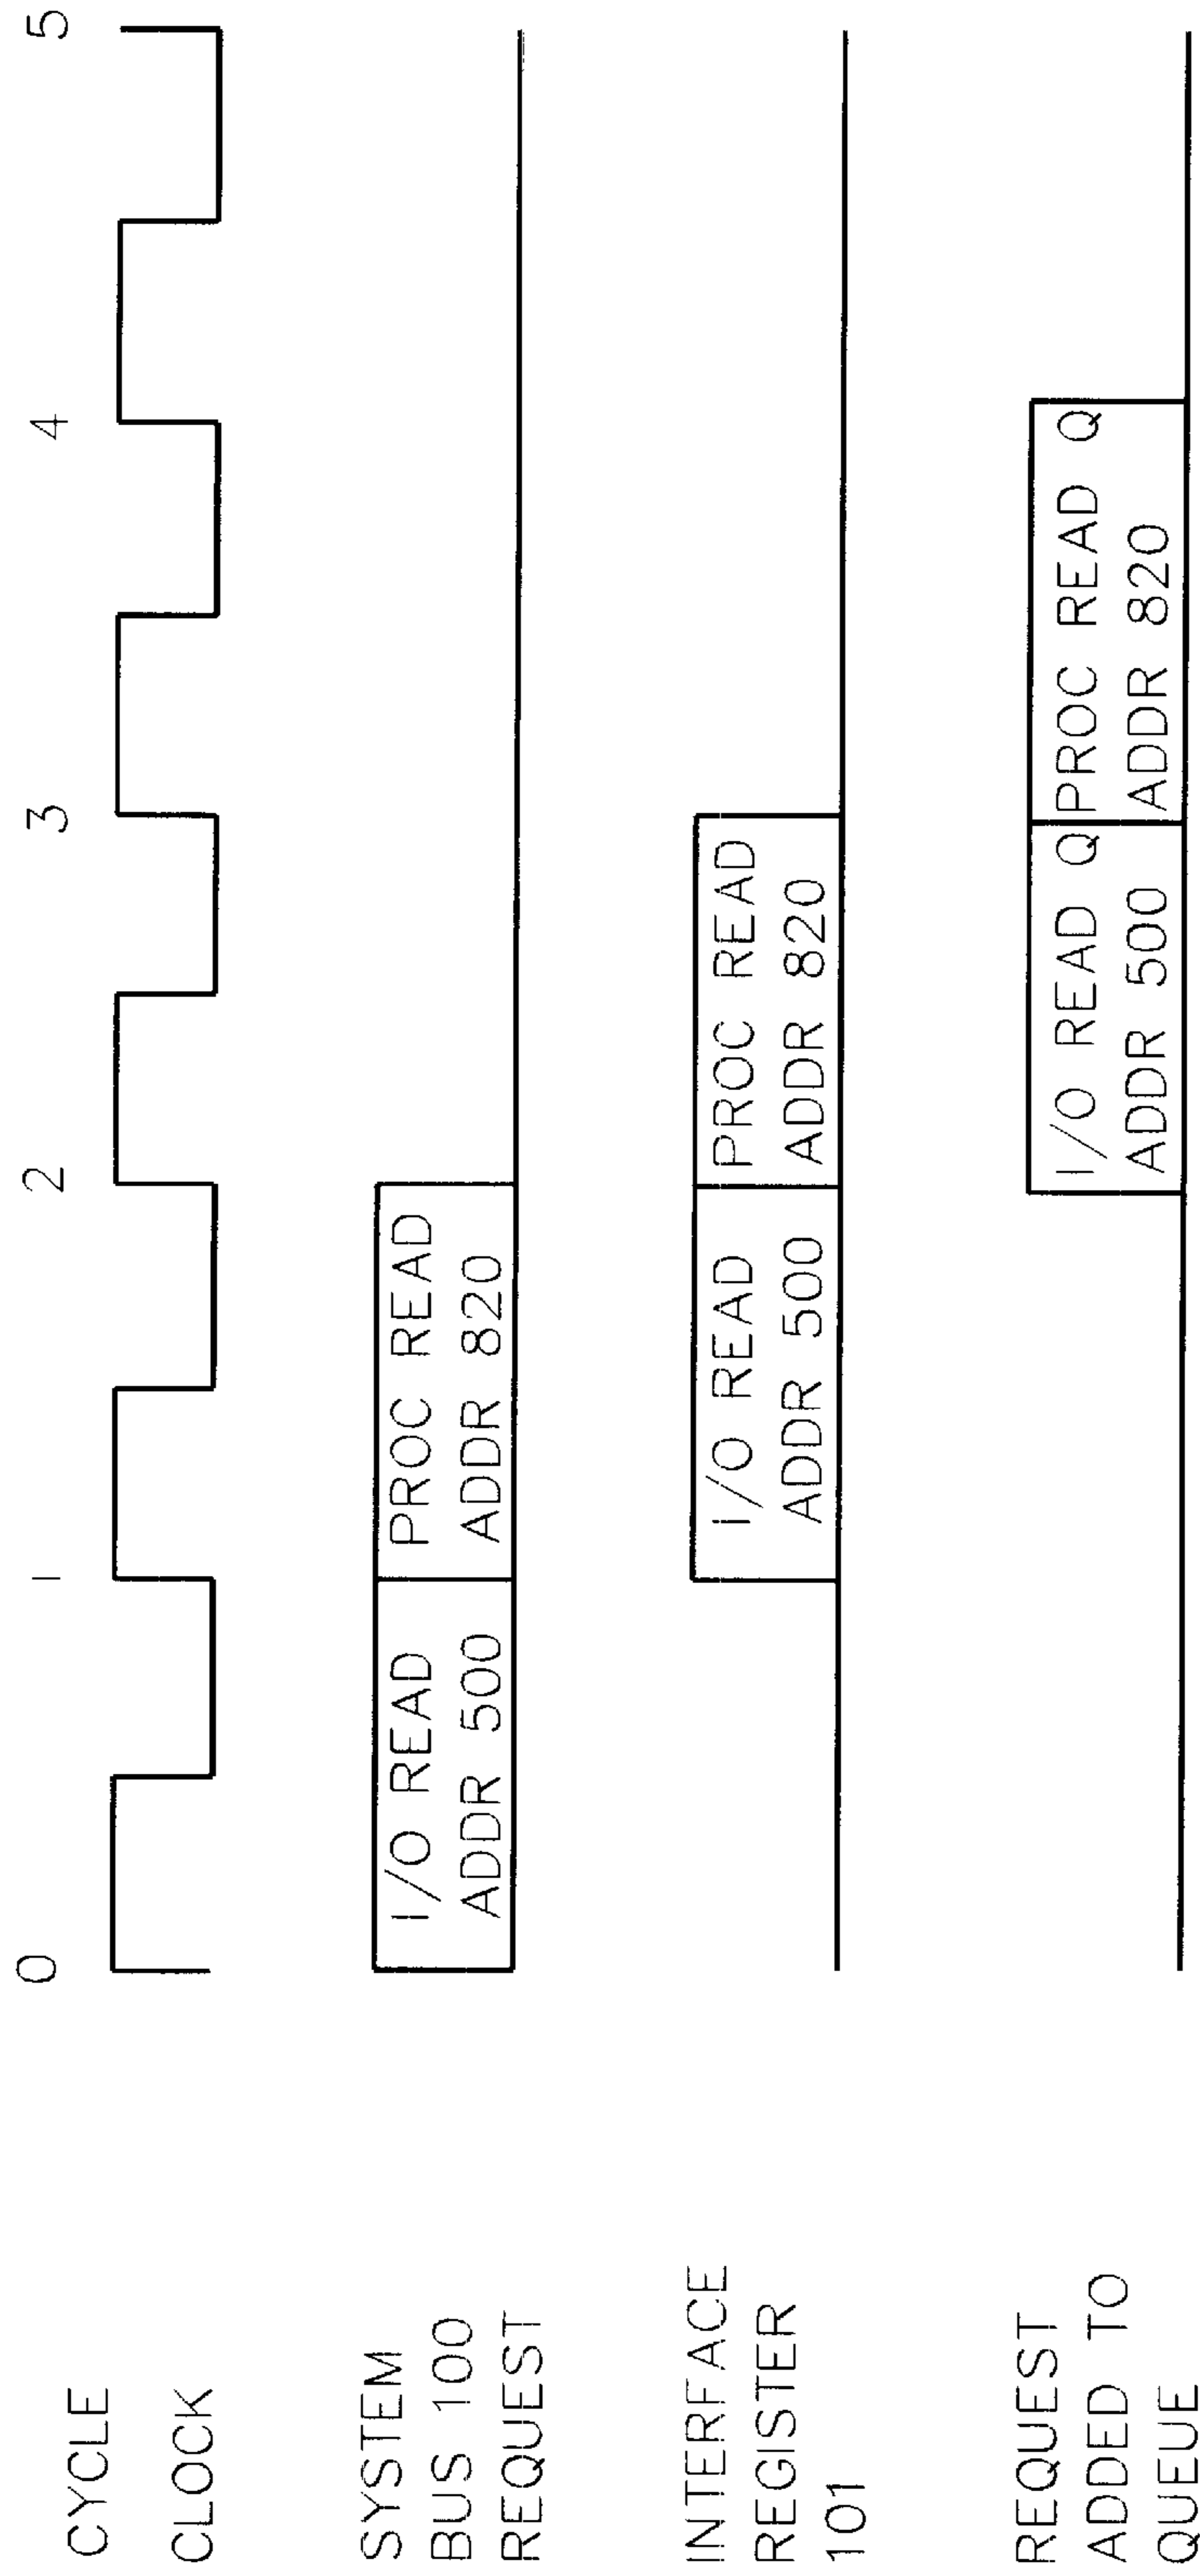 CYCLE 0 1 2 3 4 5
CLOCK
SYSTEM
BUS 100
REQUEST
I/O READ
ADDR 500
PROC READ
ADDR 820
INTERFACE
REGISTER
101
I/O READ
ADDR 500
PROC READ
ADDR 820
REQUEST
ADDED TO
QUEUE
I/O READ Q
ADDR 500
PROC READ Q
ADDR 820